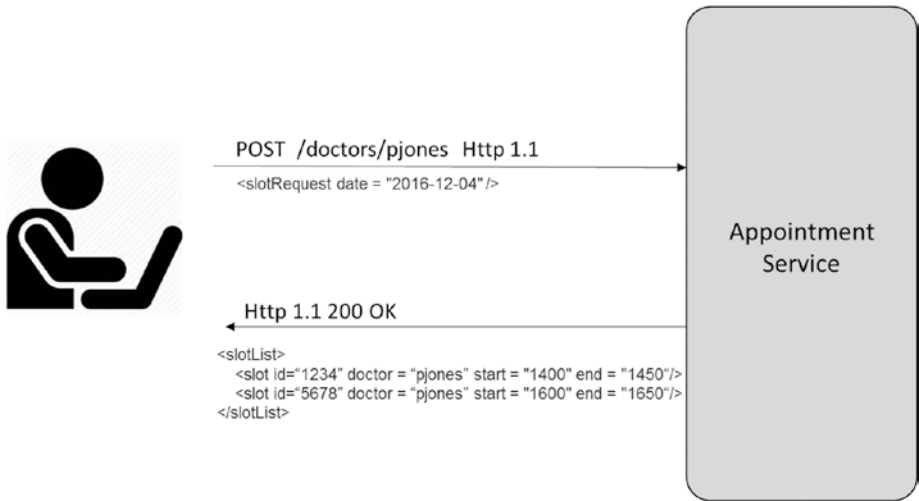 POST /doctors/pjones Http 1.1
<slotRequest date = "2016-12-04"/>
Appointment
Service
Http 1.1 200 OK
<slotList>
<slot id=“1234” doctor = “pjones” start = "1400" end = "1450“/>
<slot id=“5678” doctor = “pjones” start = "1600" end = "1650“/>
</slotList>